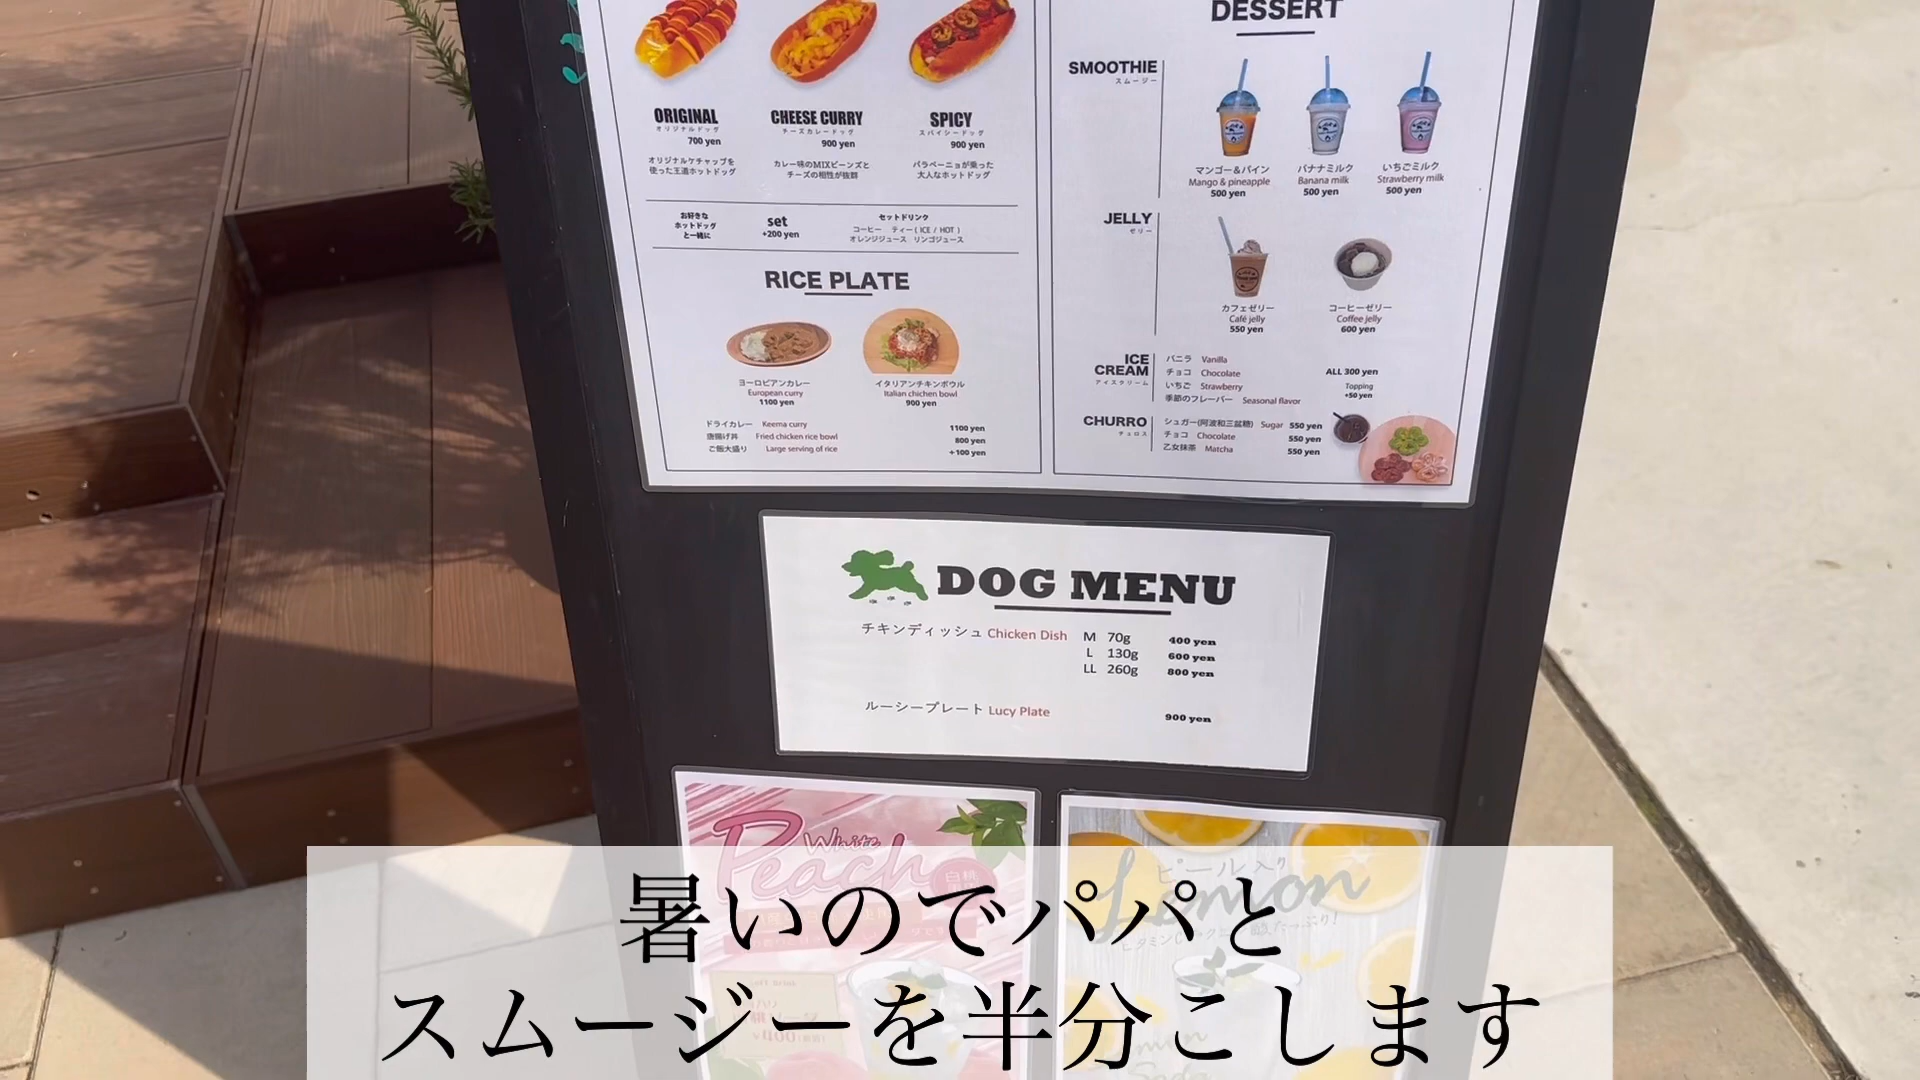 ORIGINAL
オリジナルドッグ
700 yen
オリジナルケチャップを
使った王道ホットドッグ
CHEESE CURRY
チーズカレードッグ
900 yen
カレー味のMIXビーンズと
チーズの相性が抜群
SPICY
スパイシードッグ
900 yen
バラペーニョが乗った
大人なホットドッグ
お好きな
ホットドッグ
と一緒に
set
+200 yen
セットドリンク
コーヒー ティー ( ICE / HOT )
オレンジジュース リンゴジュース
RICE PLATE
ヨーロピアンカレー
European curry
1100 yen
イタリアンチキンボウル
Italian chichen bowl
900 yen
ドライカレー Keema curry 1100 yen
唐揚げ丼 Fried chicken rice bowl 800 yen
ご飯大盛り Large serving of rice +100 yen
DESSERT
SMOOTHIE
スムージー
マンゴー&パイン
Mango & pineapple
500 yen
バナナミルク
Banana milk
500 yen
いちごミルク
Strawberry milk
500 yen
JELLY
ゼリー
カフェゼリー
Café jelly
550 yen
コーヒーゼリー
Coffee jelly
600 yen
ICE
CREAM
アイスクリーム
バニラ Vanilla
チョコ Chocolate
いちご Strawberry
季節のフレーバー Seasonal flavor
ALL 300 yen
Topping
+50 yen
CHURRO
チュロス
シュガー(阿波和三盆糖) Sugar 550 yen
チョコ Chocolate 550 yen
乙女抹茶 Matcha 550 yen
DOG MENU
チキンディッシュ Chicken Dish M 70g 400 yen
L 130g 600 yen
LL 260g 800 yen
ルーシープレート Lucy Plate 900 yen
White
Peach
白桃
ピール入り
Lemon
暑いのでパパと
スムージーを半分こします